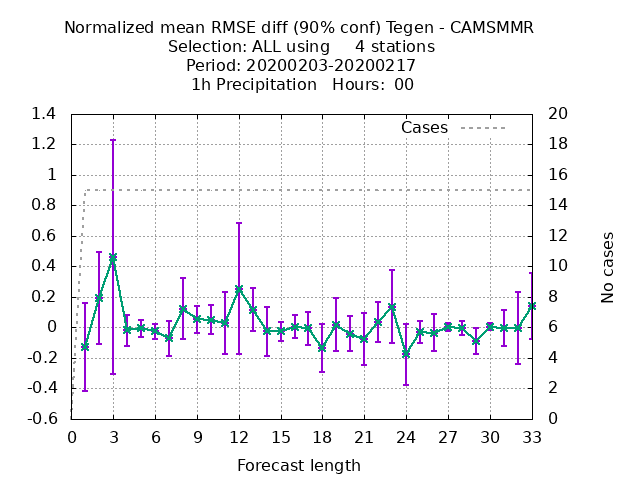 Normalized mean RMSE diff (90% conf) Tegen - CAMSMMR
Selection: ALL using     4 stations
Period: 20200203-20200217
1h Precipitation   Hours:  00
Cases
1.4
1.2
1
0.8
0.6
0.4
0.2
0
-0.2
-0.4
-0.6
20
18
16
14
12
10
8
6
4
2
0
No cases
0 3 6 9 12 15 18 21 24 27 30 33
Forecast length